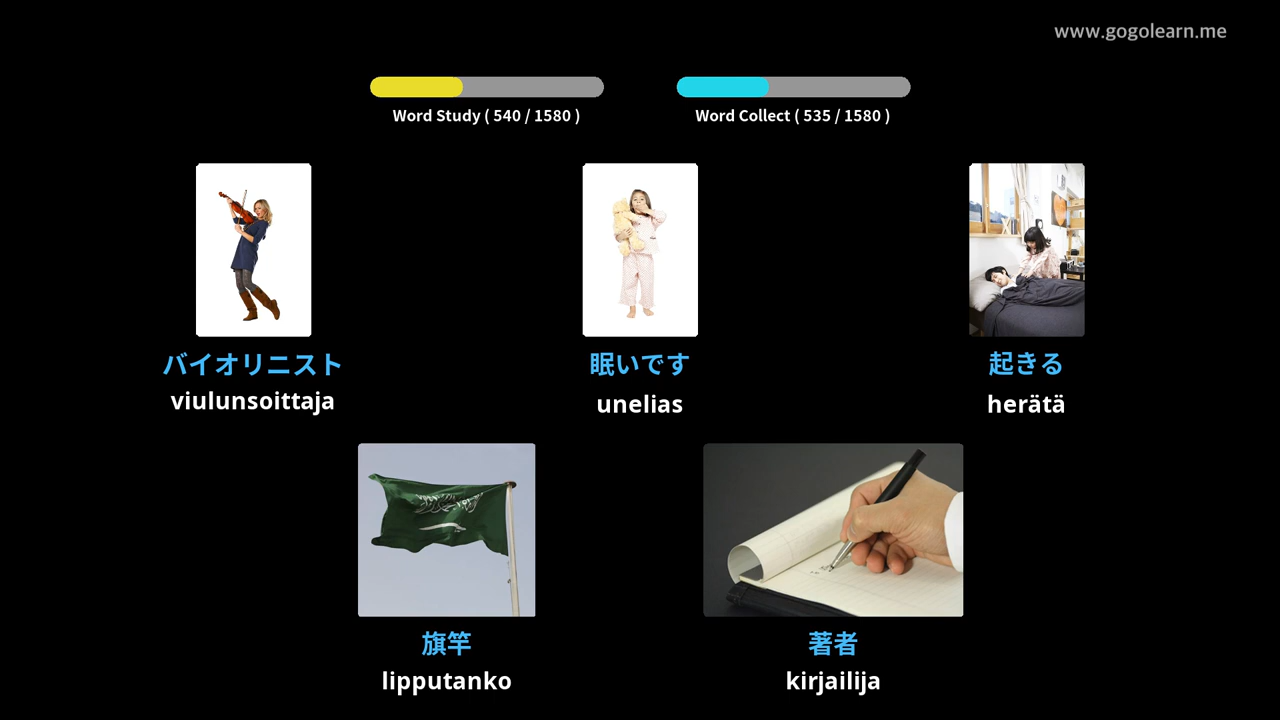 www.gogolearn.me
Word Study ( 540 / 1580 )
Word Collect ( 535 / 1580 )
バイオリニスト
viulunsoittaja
眠いです
unelias
起きる
herätä
旗竿
lipputanko
著者
kirjailija